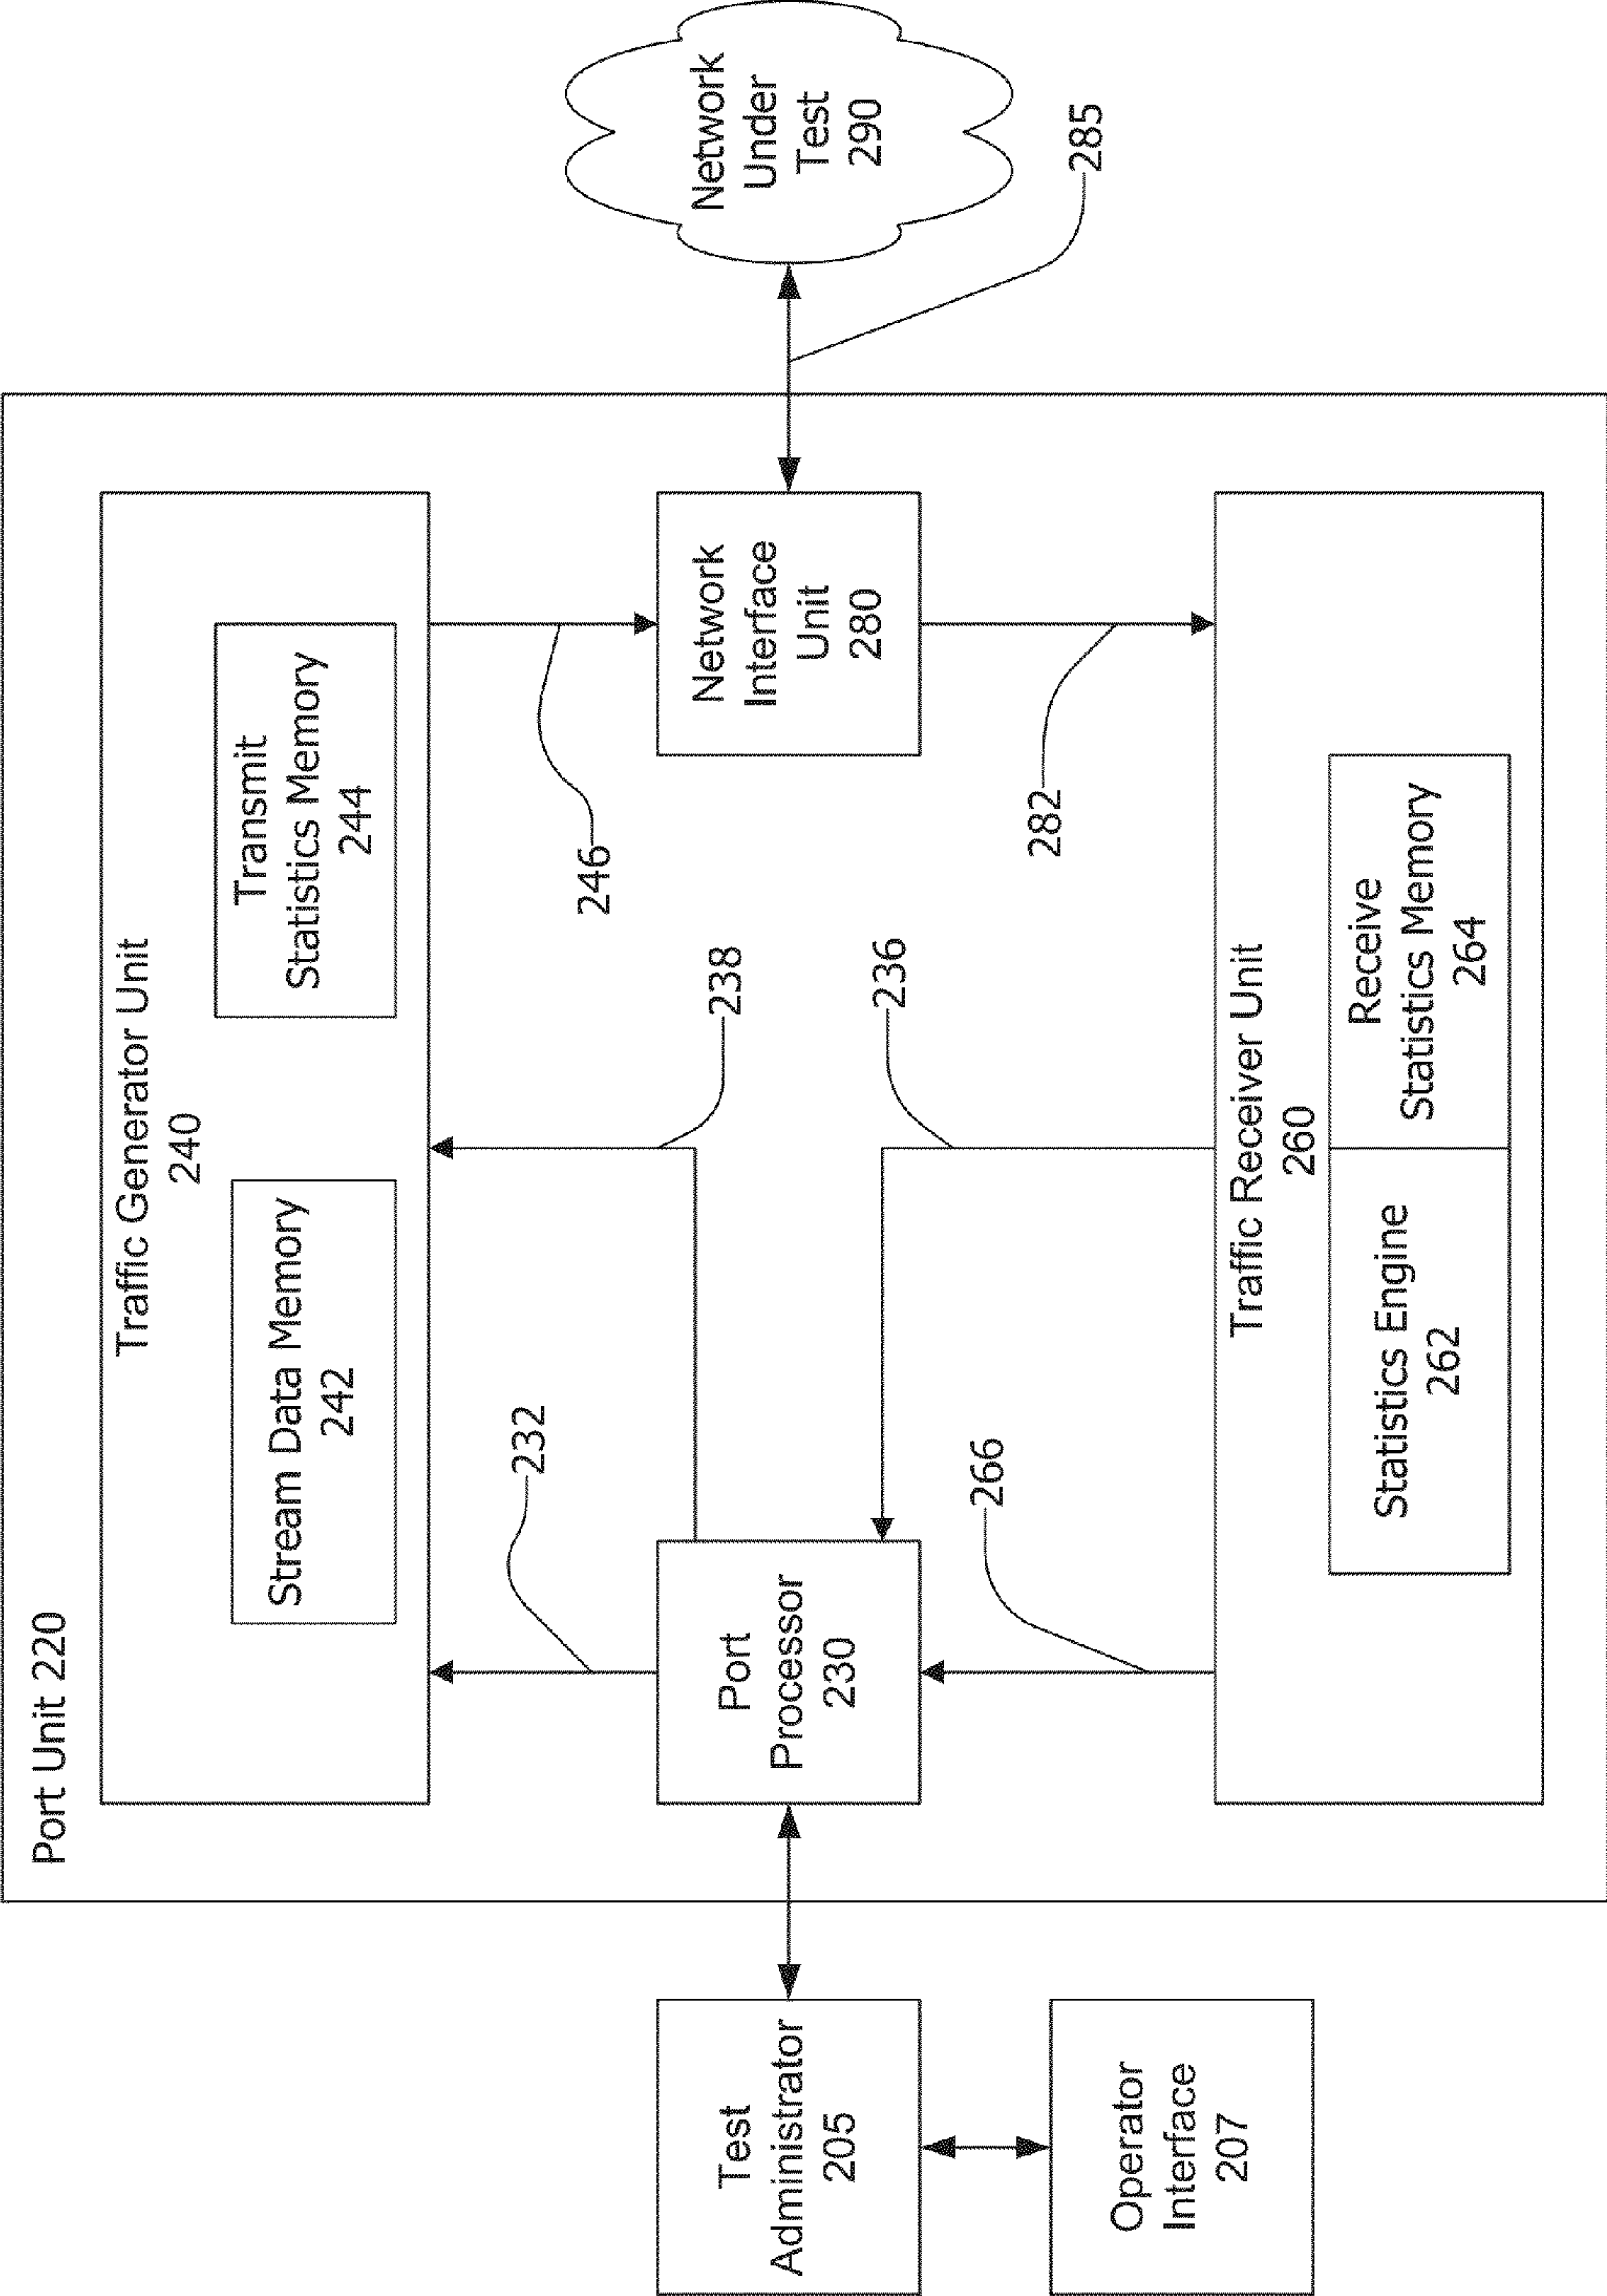 Port Unit 220
Traffic Generator Unit
240
Stream Data Memory
242
Transmit
Statistics Memory
244
232
238
246
Test
Administrator
205
Port
Processor
230
Network
Interface
Unit
280
Network
Under
Test
290
Operator
Interface
207
266
236
282
285
Traffic Receiver Unit
260
Statistics Engine
262
Receive
Statistics Memory
264